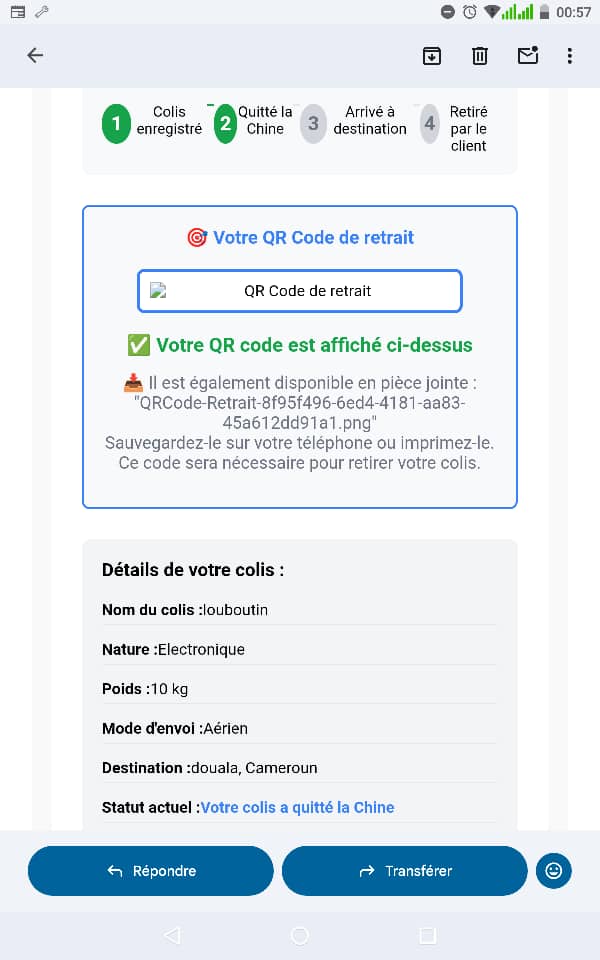 00:57
1 Colis enregistré
2 Quitté la Chine
3 Arrivé à destination
4 Retiré par le client
🎯 Votre QR Code de retrait
QR Code de retrait
✅ Votre QR code est affiché ci-dessus
📥 Il est également disponible en pièce jointe :
"QRCode-Retrait-8f95f496-6ed4-4181-aa83-
45a612dd91a1.png"
Sauvegardez-le sur votre téléphone ou imprimez-le.
Ce code sera nécessaire pour retirer votre colis.
Détails de votre colis :
Nom du colis :louboutin
Nature :Electronique
Poids :10 kg
Mode d'envoi :Aérien
Destination :douala, Cameroun
Statut actuel :Votre colis a quitté la Chine
Répondre
Transférer